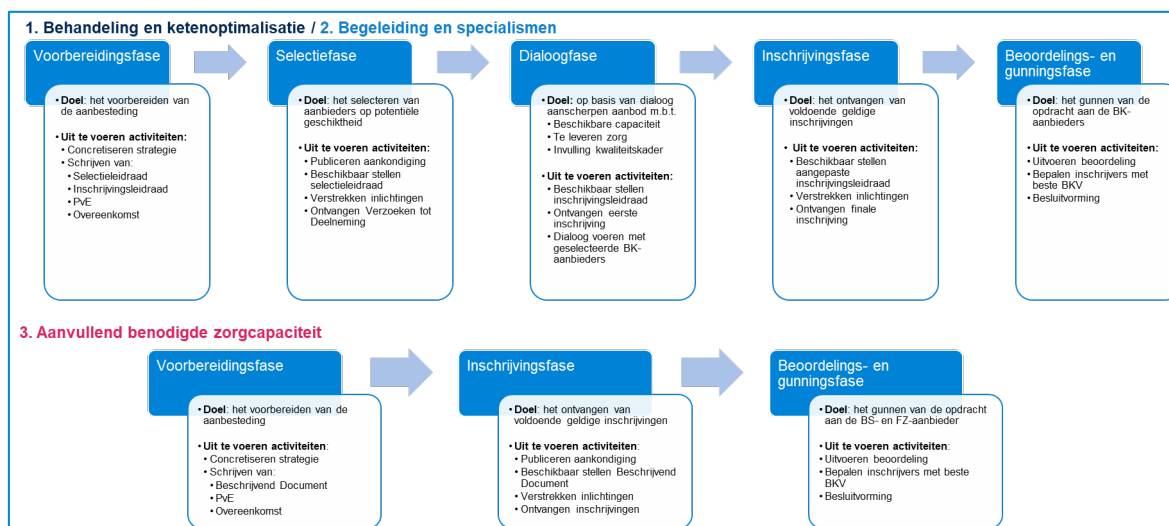 1. Behandeling en ketenoptimalisatie / 2. Begeleiding en specialismen
Voorbereidingsfase
• Doel: het voorbereiden van
de aanbesteding
• Uit te voeren activiteiten:
• Concretiseren strategie
• Schrijven van:
• Selectieleidraad
• Inschrijvingsleidraad
• PvE
• Overeenkomst
Selectiefase
• Doel: het selecteren van
aanbieders op potentiële
geschiktheid
• Uit te voeren activiteiten:
• Publiceren aankondiging
• Beschikbaar stellen
selectieleidraad
• Verstrekken inlichtingen
• Ontvangen Verzoeken tot
Deelneming
Dialoogfase
• Doel: op basis van dialoog
aanscherpen aanbod m.b.t.
• Beschikbare capaciteit
• Te leveren zorg
• Invulling kwaliteitskader
• Uit te voeren activiteiten:
• Beschikbaar stellen
inschrijvingsleidraad
• Ontvangen eerste
inschrijving
• Dialoog voeren met
geselecteerde BK-
aanbieders
Inschrijvingsfase
• Doel: het ontvangen van
voldoende geldige
inschrijvingen
• Uit te voeren activiteiten:
• Beschikbaar stellen
aangepaste
inschrijvingsleidraad
• Verstrekken inlichtingen
• Ontvangen finale
inschrijving
Beoordelings- en
gunningsfase
• Doel: het gunnen van de
opdracht aan de BK-
aanbieders
• Uit te voeren activiteiten:
• Uitvoeren beoordeling
• Bepalen inschrijvers met
beste BKV
• Besluitvorming
3. Aanvullend benodigde zorgcapaciteit
Voorbereidingsfase
• Doel: het voorbereiden van de
aanbesteding
• Uit te voeren activiteiten:
• Concretiseren strategie
• Schrijven van:
• Beschrijvend Document
• PvE
• Overeenkomst
Inschrijvingsfase
• Doel: het ontvangen van
voldoende geldige inschrijvingen
• Uit te voeren activiteiten:
• Publiceren aankondiging
• Beschikbaar stellen Beschrijvend
Document
• Verstrekken inlichtingen
• Ontvangen inschrijvingen
Beoordelings- en
gunningsfase
• Doel: het gunnen van de opdracht
aan de BS- en FZ-aanbieder
• Uit te voeren activiteiten:
• Uitvoeren beoordeling
• Bepalen inschrijvers met beste
BKV
• Besluitvorming